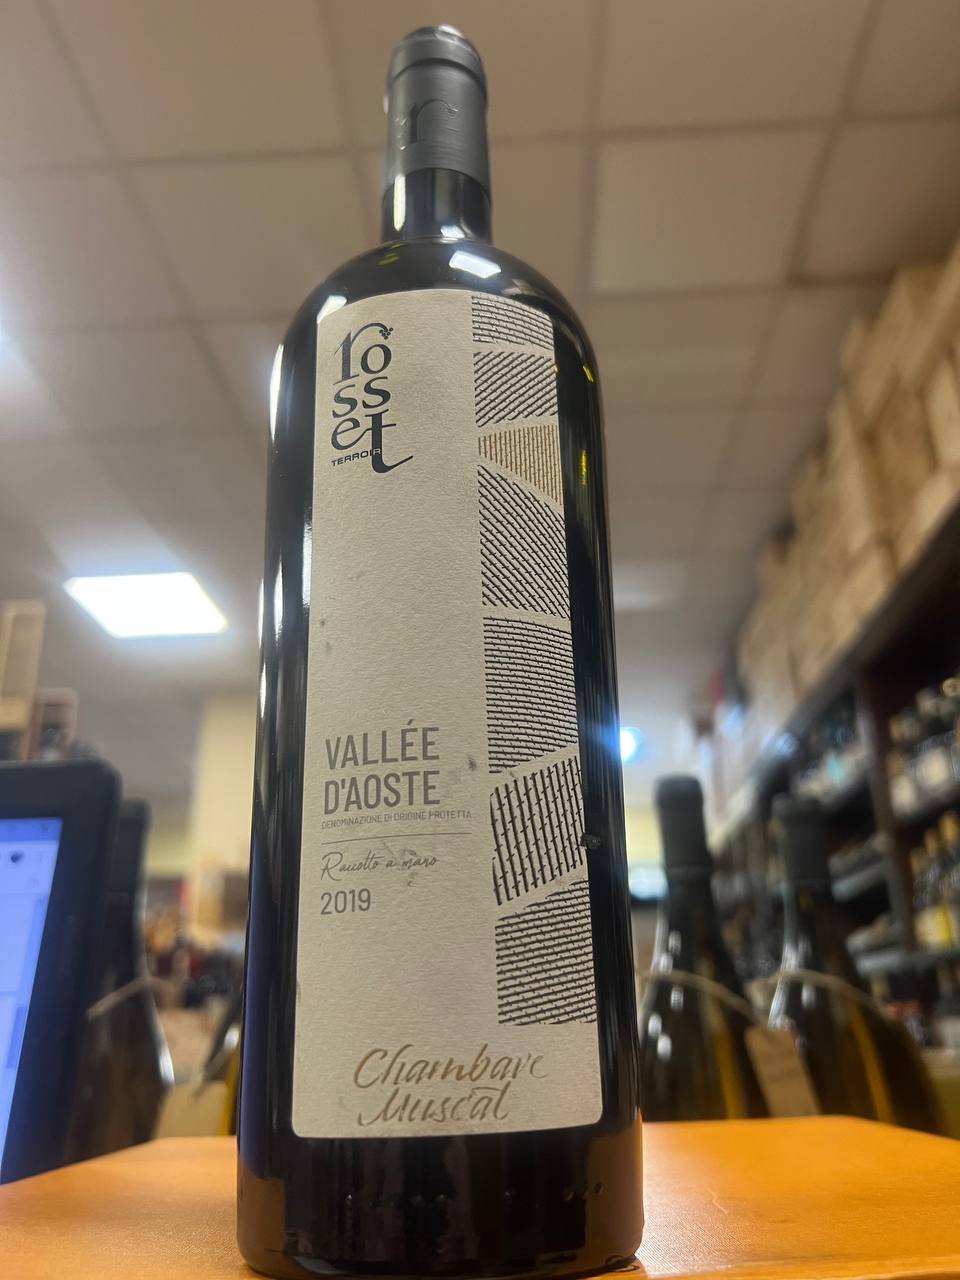 rosset
TERROIR
VALLÉE
D'AOSTE
DENOMINAZIONE DI ORIGINE PROTETTA
Raccolto a mano
2019
Chambave
Muscat